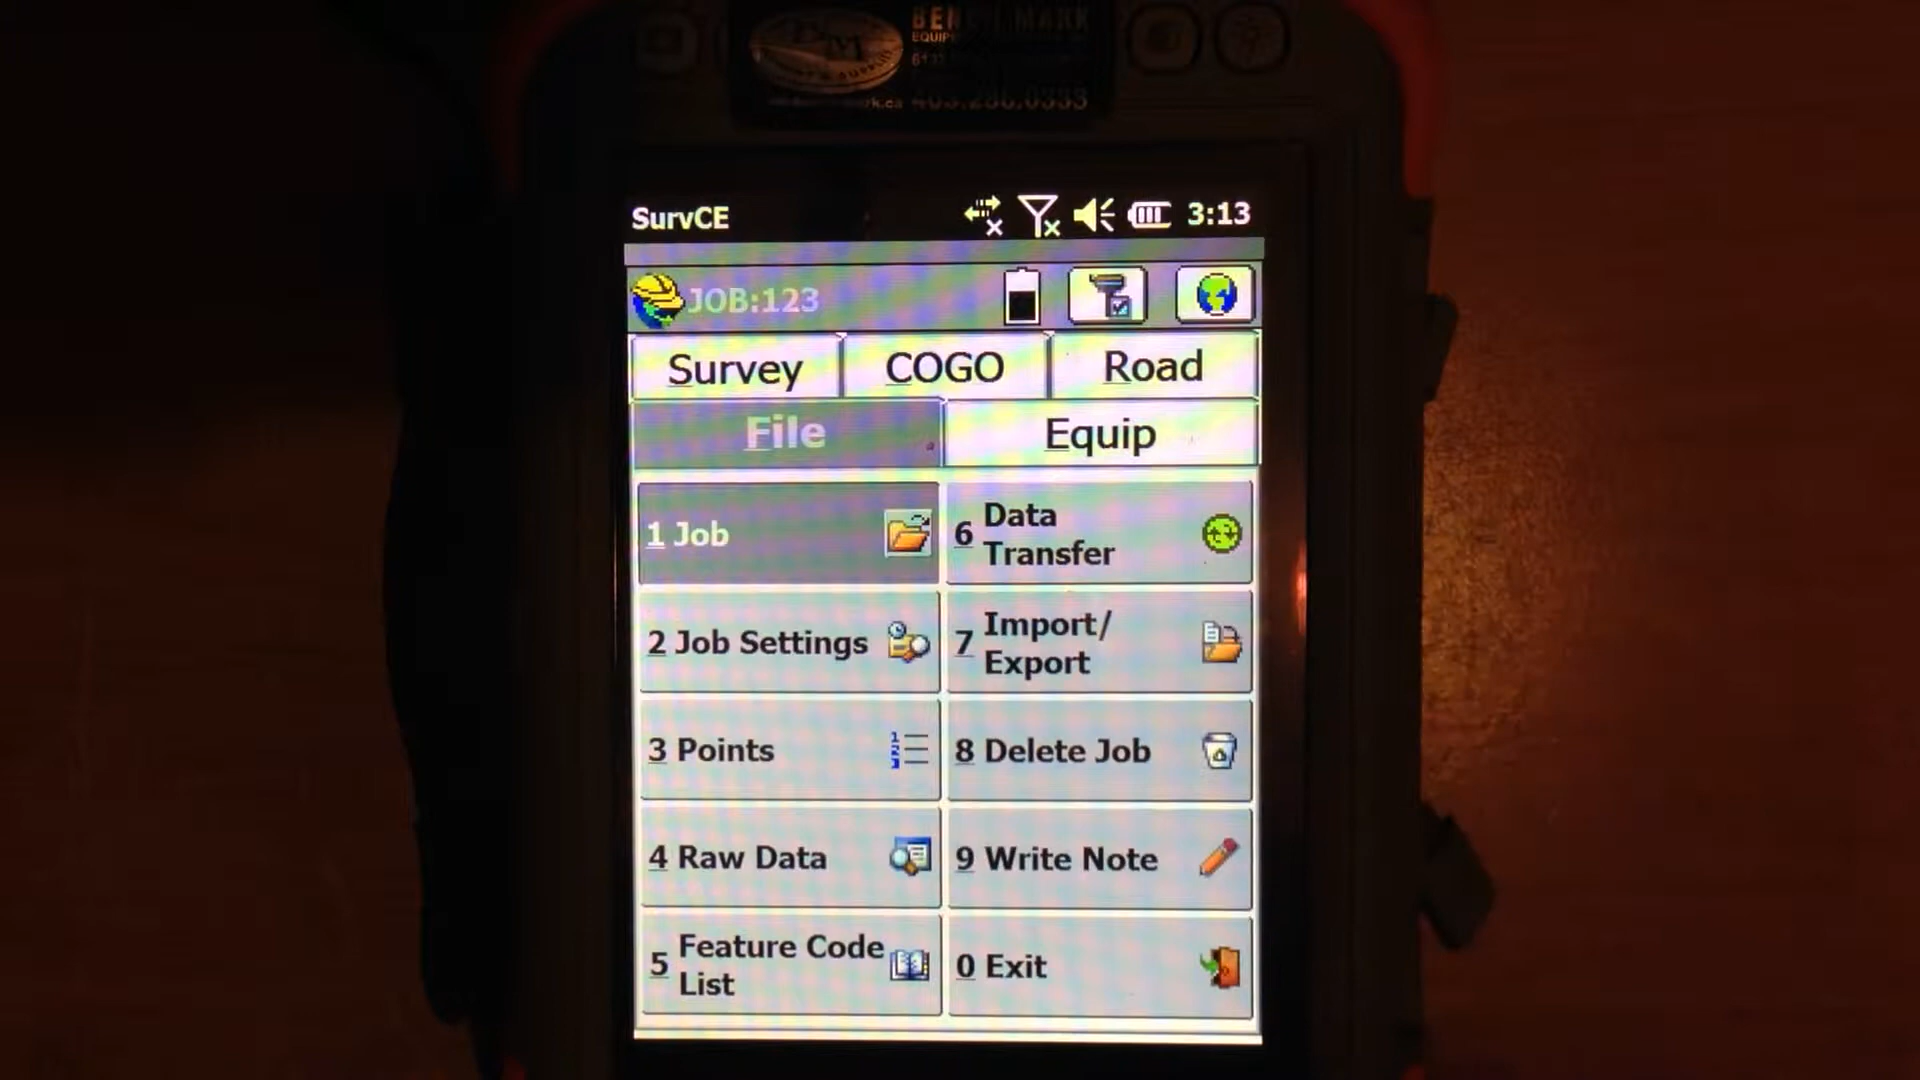 MARK
SurvCE 3:13
JOB:123
Survey COGO Road
File Equip
1 Job
6 Data
Transfer
2 Job Settings
7 Import/
Export
3 Points
8 Delete Job
4 Raw Data
9 Write Note
5 Feature Code
List
0 Exit